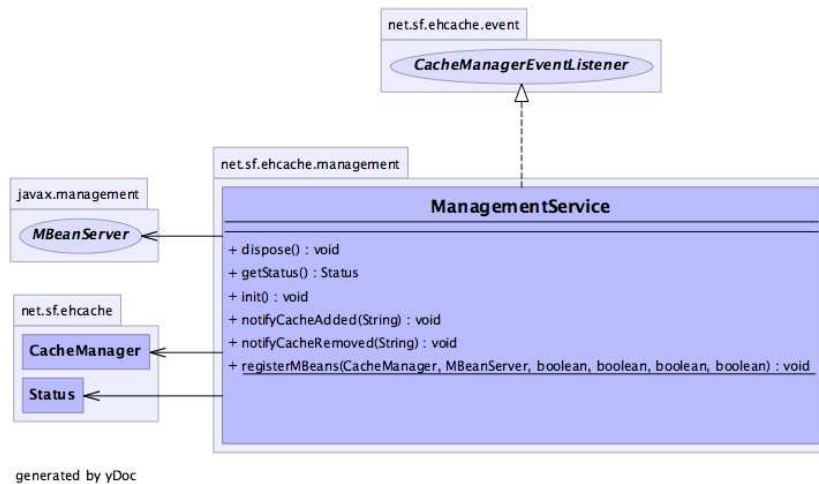 net.sf.ehcache.event
CacheManagerEventListener
net.sf.ehcache.management
ManagementService
javax.management
MBeanServer
+ dispose() : void
+ getStatus() : Status
+ init() : void
+ notifyCacheAdded(String) : void
+ notifyCacheRemoved(String) : void
+ registerMBeans(CacheManager, MBeanServer, boolean, boolean, boolean, boolean) : void
net.sf.ehcache
CacheManager
Status
generated by yDoc